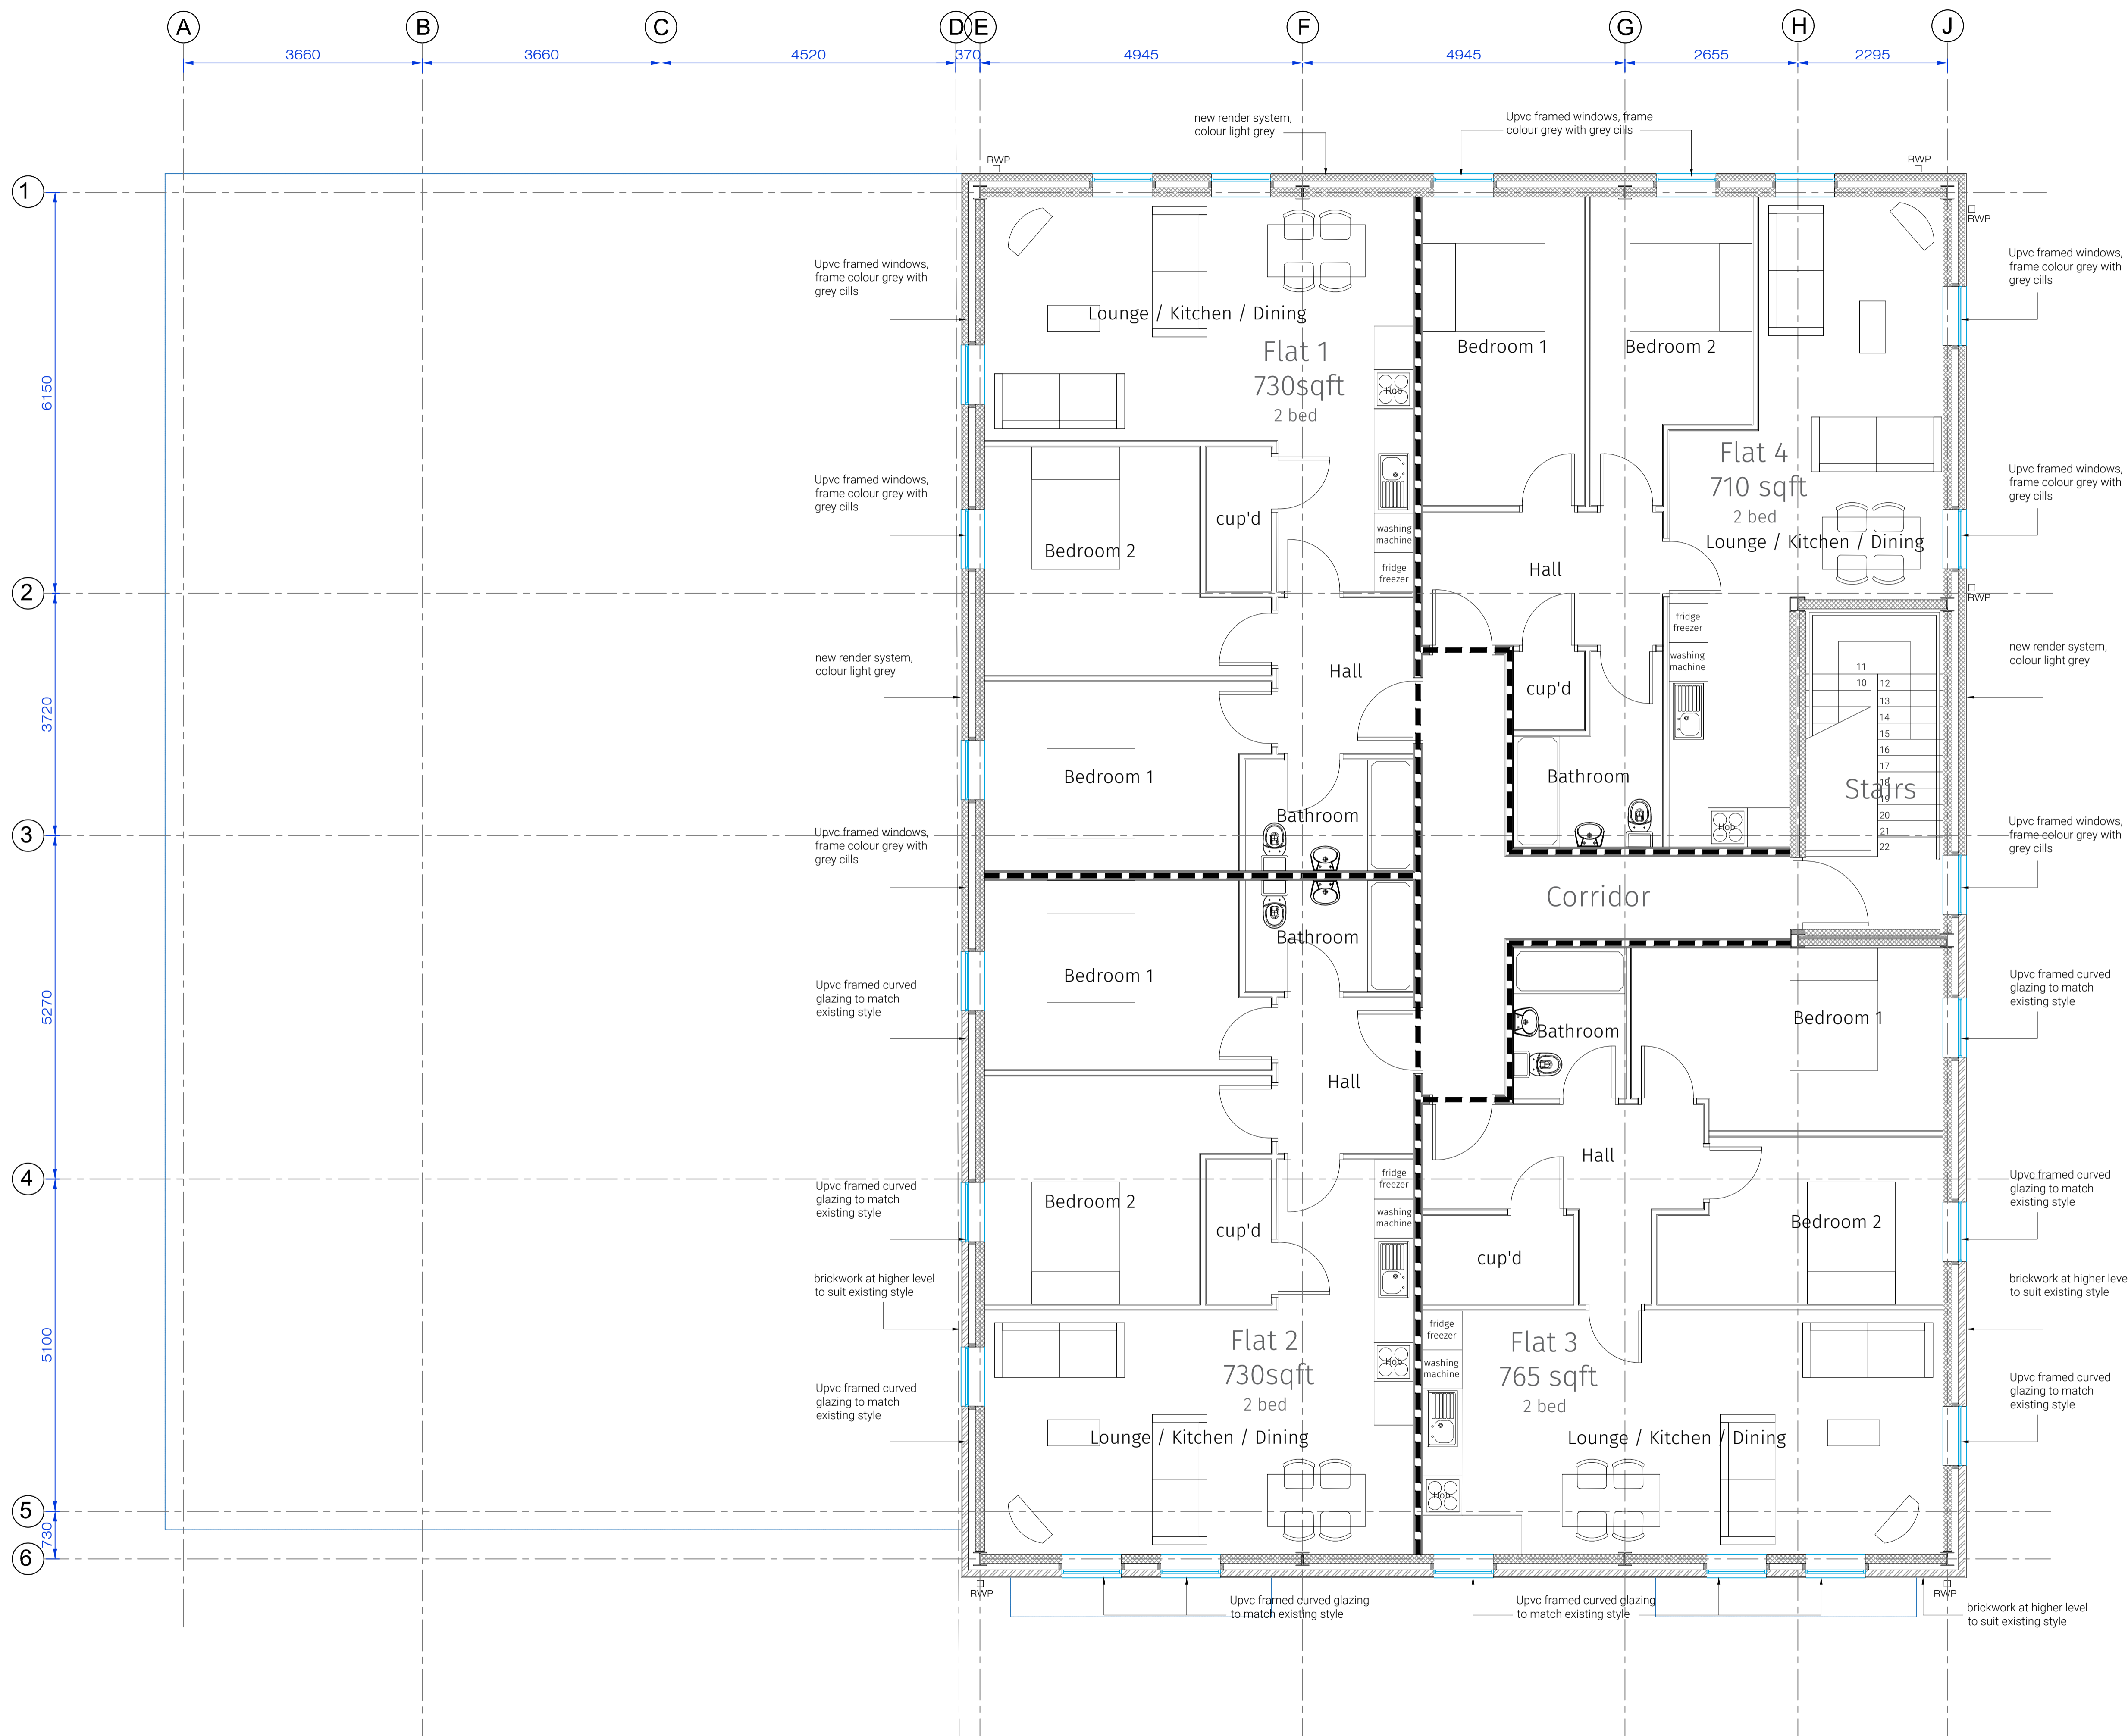 A B C D E F G H J
3660 3660 4520 370 4945 4945 2655 2295
new render system,
colour light grey
Upvc framed windows, frame
colour grey with grey cills
RWP
RWP
1
RWP
Upvc framed windows,
frame colour grey with
grey cills
Upvc framed windows,
frame colour grey with
grey cills
Lounge / Kitchen / Dining
Flat 1
730sqft
2 bed
Hob
Bedroom 1
Bedroom 2
6150
Flat 4
710 sqft
2 bed
Lounge / Kitchen / Dining
Upvc framed windows,
frame colour grey with
grey cills
Upvc framed windows,
frame colour grey with
grey cills
Bedroom 2
cup'd
washing
machine
fridge
freezer
Hall
2
RWP
fridge
freezer
washing
machine
new render system,
colour light grey
new render system,
colour light grey
Hall
cup'd
11
10
12
13
14
15
16
17
18
19
20
21
22
3720
Bedroom 1
Bathroom
Bathroom
Hob
Stairs
3
Upvc framed windows,
frame colour grey with
grey cills
Upvc framed windows,
frame colour grey with
grey cills
Corridor
Bathroom
Bedroom 1
5270
Upvc framed curved
glazing to match
existing style
Upvc framed curved
glazing to match
existing style
Bathroom
Bedroom 1
Hall
Hall
4
Upvc framed curved
glazing to match
existing style
Upvc framed curved
glazing to match
existing style
Bedroom 2
cup'd
fridge
freezer
washing
machine
Bedroom 2
cup'd
brickwork at higher level
to suit existing style
brickwork at higher leve
to suit existing style
5100
Flat 2
730sqft
2 bed
Hob
fridge
freezer
washing
machine
Flat 3
765 sqft
2 bed
Upvc framed curved
glazing to match
existing style
Upvc framed curved
glazing to match
existing style
Lounge / Kitchen / Dining
Lounge / Kitchen / Dining
Hob
5
730
6
RWP
RWP
Upvc framed curved glazing
to match existing style
Upvc framed curved glazing
to match existing style
brickwork at higher level
to suit existing style